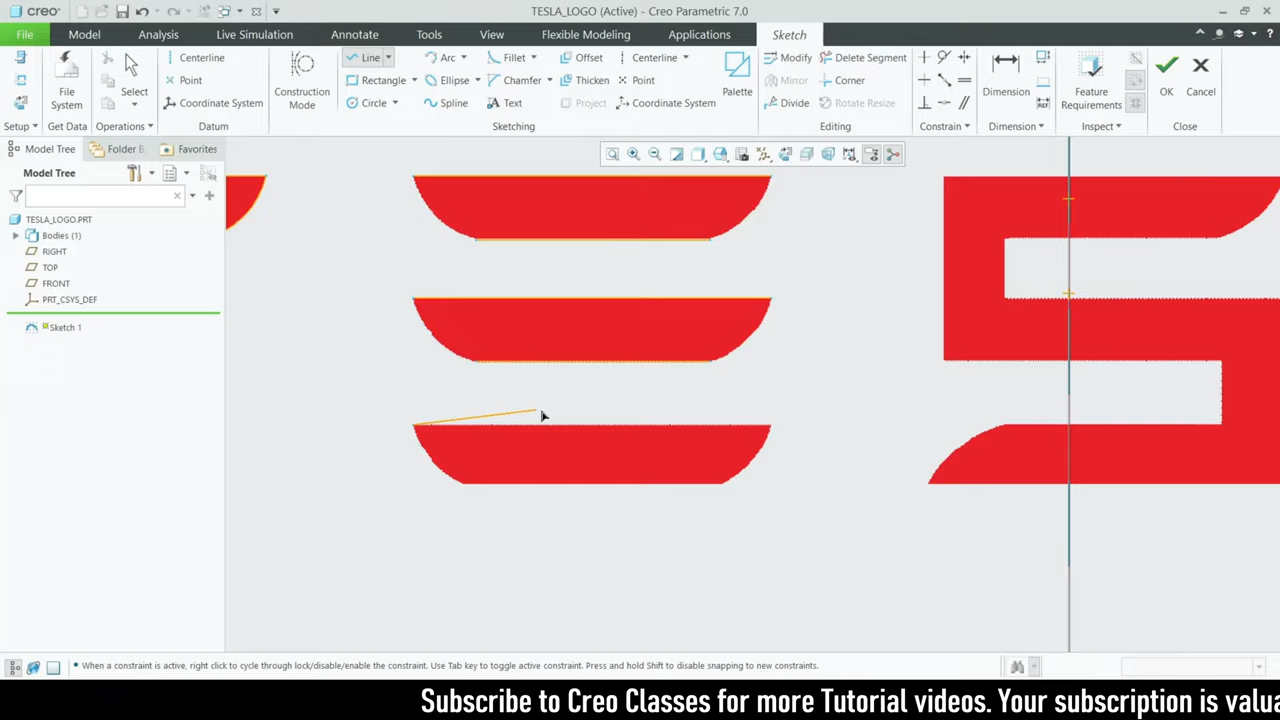 creo
TESLA_LOGO (Active) - Creo Parametric 7.0
File Model Analysis Live Simulation Annotate Tools View Flexible Modeling Applications Sketch
Setup
File System
Get Data
Select
Operations
Centerline
Point
Coordinate System
Datum
Construction Mode
Line Arc Fillet Offset Centerline
Rectangle Ellipse Chamfer Thicken Point
Circle Spline Text Project Coordinate System
Palette
Sketching
Modify Delete Segment
Mirror Corner
Divide Rotate Resize
Editing
Constrain
Dimension
Dimension
Feature Requirements
Inspect
OK Cancel
Close
Model Tree Folder B Favorites
Model Tree
TESLA_LOGO.PRT
Bodies (1)
RIGHT
TOP
FRONT
PRT_CSYS_DEF
Sketch 1
• When a constraint is active, right click to cycle through lock/disable/enable the constraint. Use Tab key to toggle active constraint. Press and hold Shift to disable snapping to new constraints.
Subscribe to Creo Classes for more Tutorial videos. Your subscription is valua